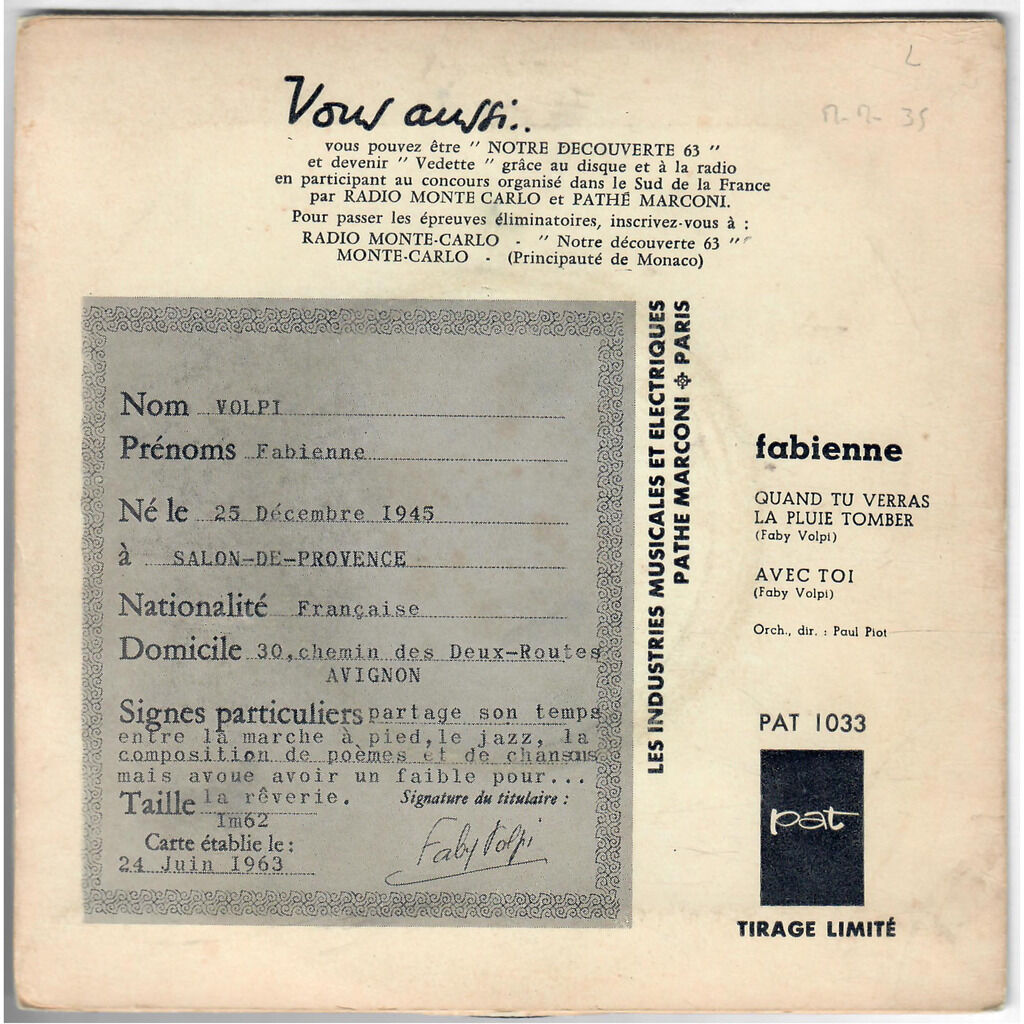 Vous aussi..
vous pouvez être " NOTRE DECOUVERTE 63 "
et devenir " Vedette " grâce au disque et à la radio
en participant au concours organisé dans le Sud de la France
par RADIO MONTE CARLO et PATHÉ MARCONI.
Pour passer les épreuves éliminatoires, inscrivez-vous à :
RADIO MONTE-CARLO - " Notre découverte 63 "
MONTE-CARLO - (Principauté de Monaco)
Nom VOLPI
Prénoms Fabienne
Né le 25 Décembre 1945
à SALON-DE-PROVENCE
Nationalité Française
Domicile 30,chemin des Deux-Routes
AVIGNON
Signes particuliers partage son temps
entre la marche à pied,le jazz, la
composition de poèmes et de chansons
mais avoue avoir un faible pour...
la rêverie.
Taille 1m62
Signature du titulaire :
Carte établie le :
24 Juin 1963
Faby Volpi
LES INDUSTRIES MUSICALES ET ELECTRIQUES
PATHE MARCONI PARIS
fabienne
QUAND TU VERRAS
LA PLUIE TOMBER
(Faby Volpi)
AVEC TOI
(Faby Volpi)
Orch., dir. : Paul Piot
PAT 1033
pat
TIRAGE LIMITÉ